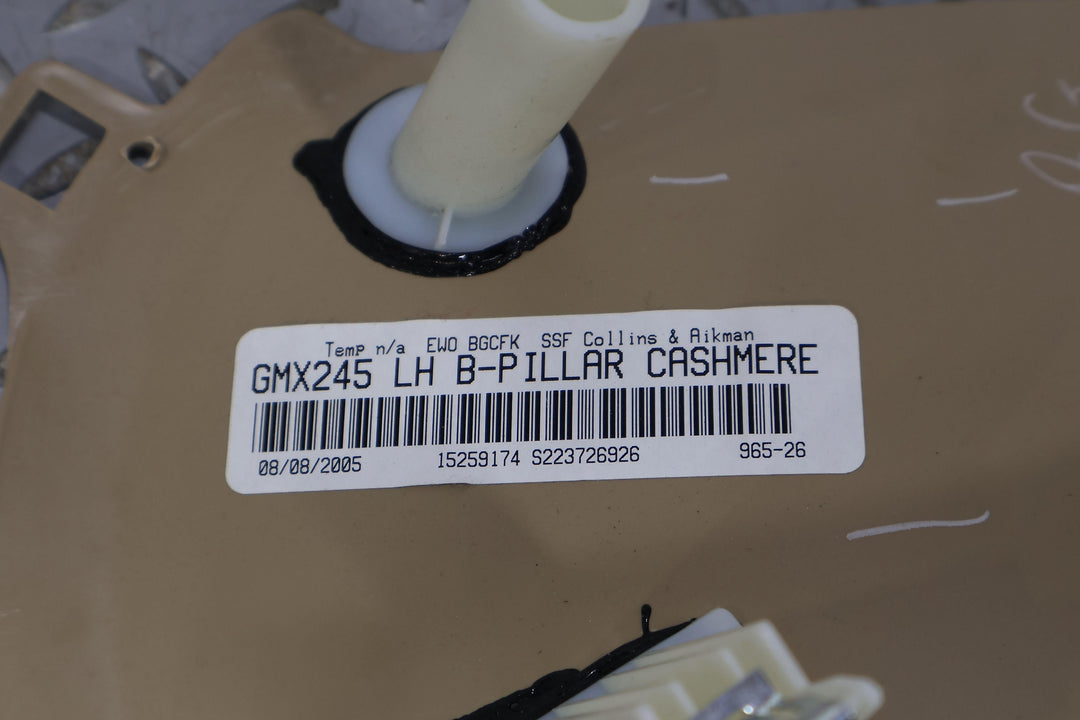 Temp n/a EWO BGCFK SSF Collins & Aikman
GMX245 LH B-PILLAR CASHMERE
08/08/2005 15259174 S223726926 965-26